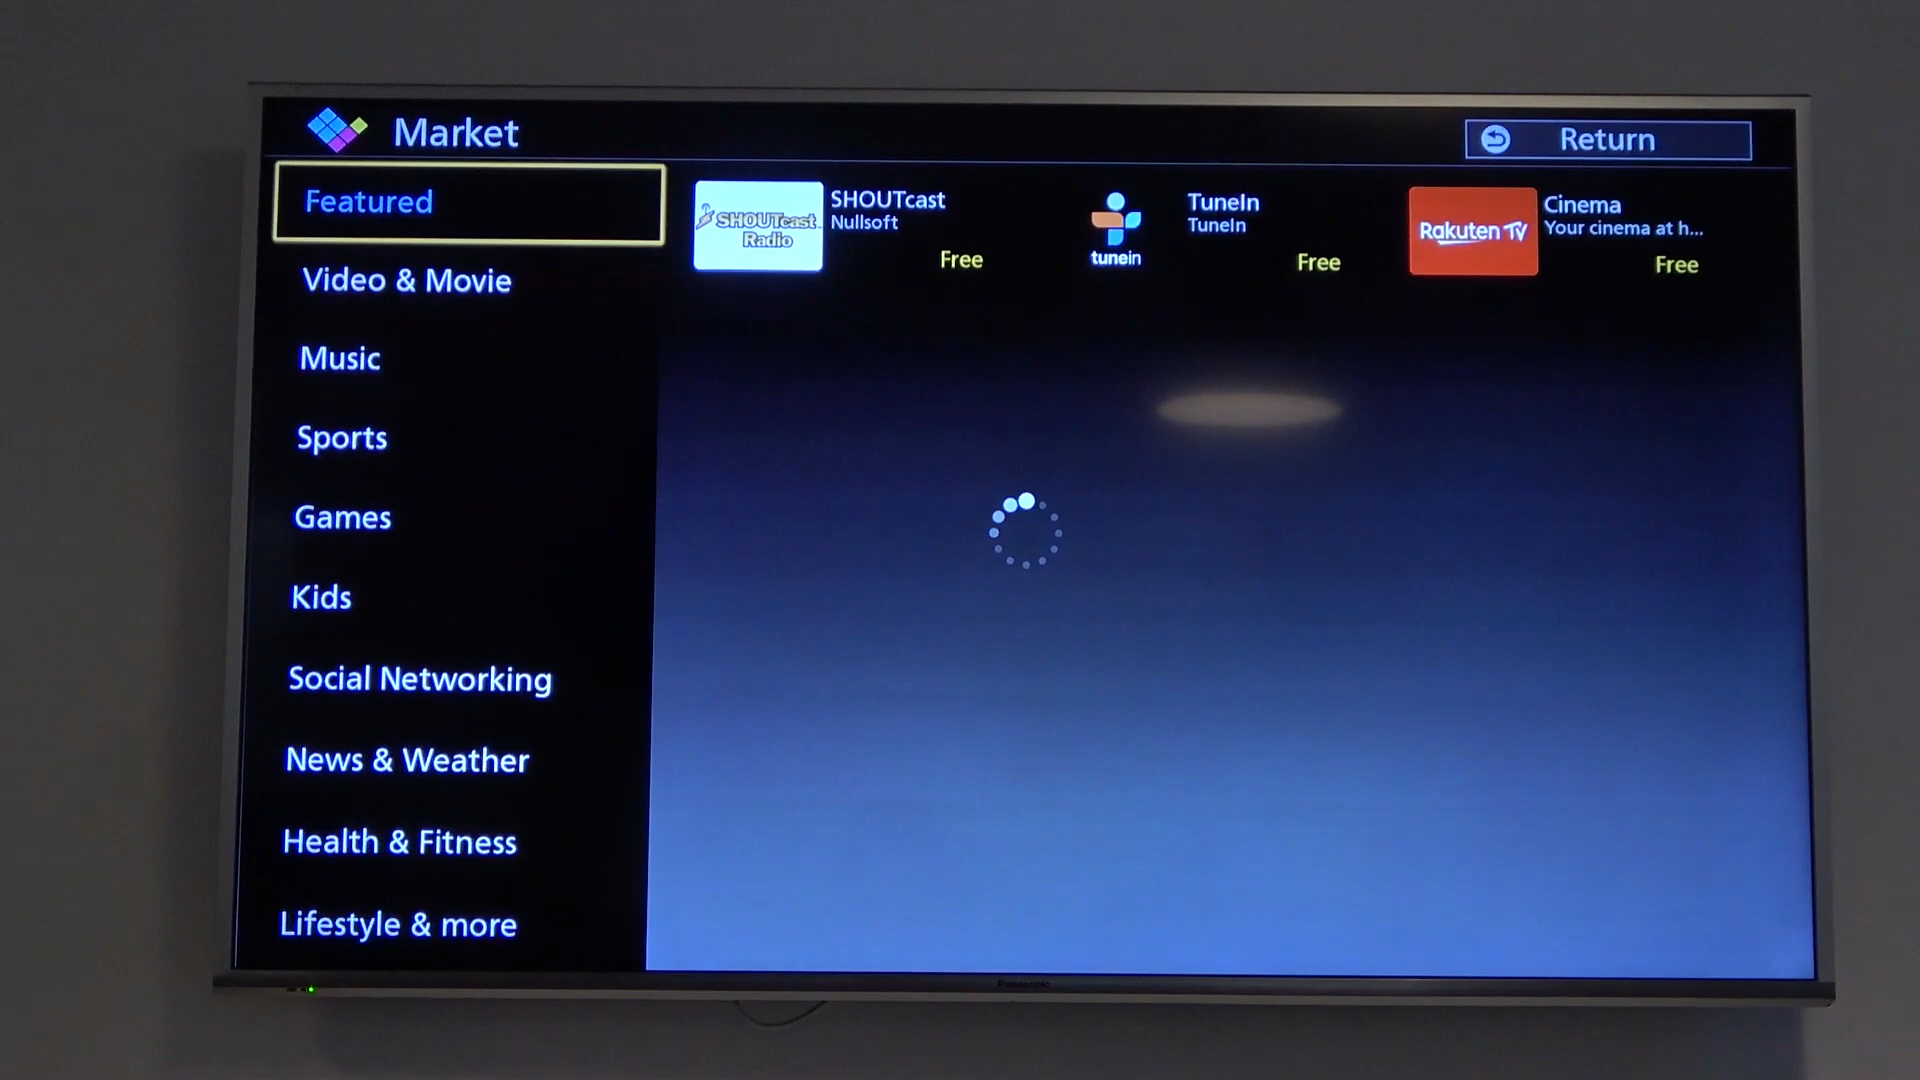 Market
Return
Featured
Video & Movie
Music
Sports
Games
Kids
Social Networking
News & Weather
Health & Fitness
Lifestyle & more
SHOUTcast
Radio
SHOUTcast
Nullsoft
Free
tunein
TuneIn
TuneIn
Free
Rakuten TV
Cinema
Your cinema at h...
Free
Panasonic